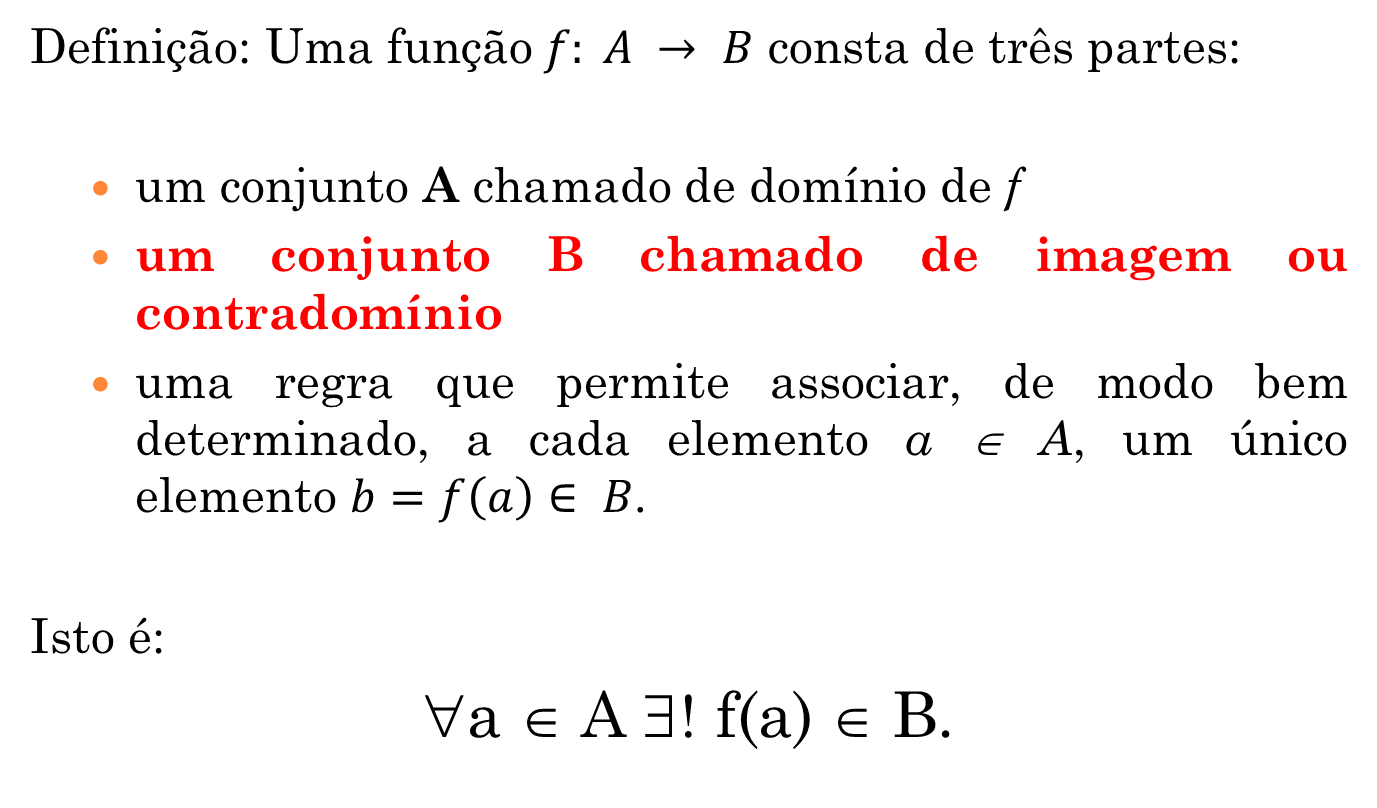 Definição: Uma função f: A → B consta de três partes:
• um conjunto A chamado de domínio de f
• um conjunto B chamado de imagem ou
contradomínio
• uma regra que permite associar, de modo bem
determinado, a cada elemento a ∈ A, um único
elemento b = f(a) ∈ B.
Isto é:
∀a ∈ A ∃! f(a) ∈ B.